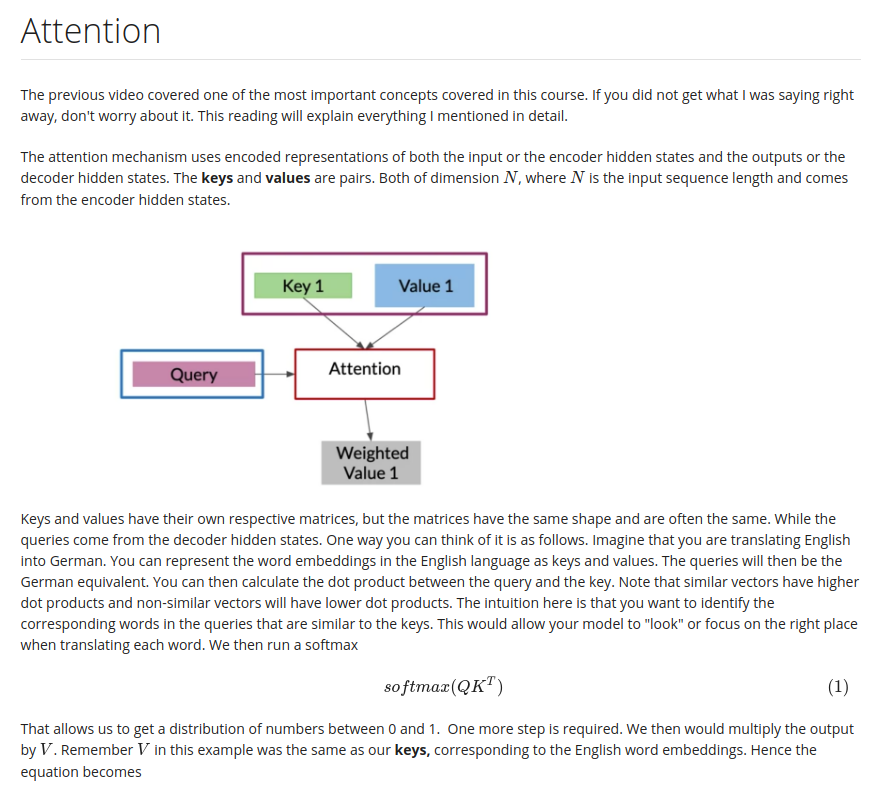 Attention
The previous video covered one of the most important concepts covered in this course. If you did not get what I was saying right
away, don't worry about it. This reading will explain everything I mentioned in detail.
The attention mechanism uses encoded representations of both the input or the encoder hidden states and the outputs or the
decoder hidden states. The keys and values are pairs. Both of dimension N, where N is the input sequence length and comes
from the encoder hidden states.
Key 1
Value 1
Query
Attention
Weighted
Value 1
Keys and values have their own respective matrices, but the matrices have the same shape and are often the same. While the
queries come from the decoder hidden states. One way you can think of it is as follows. Imagine that you are translating English
into German. You can represent the word embeddings in the English language as keys and values. The queries will then be the
German equivalent. You can then calculate the dot product between the query and the key. Note that similar vectors have higher
dot products and non-similar vectors will have lower dot products. The intuition here is that you want to identify the
corresponding words in the queries that are similar to the keys. This would allow your model to "look" or focus on the right place
when translating each word. We then run a softmax
softmax(QK^T) (1)
That allows us to get a distribution of numbers between 0 and 1. One more step is required. We then would multiply the output
by V. Remember V in this example was the same as our keys, corresponding to the English word embeddings. Hence the
equation becomes